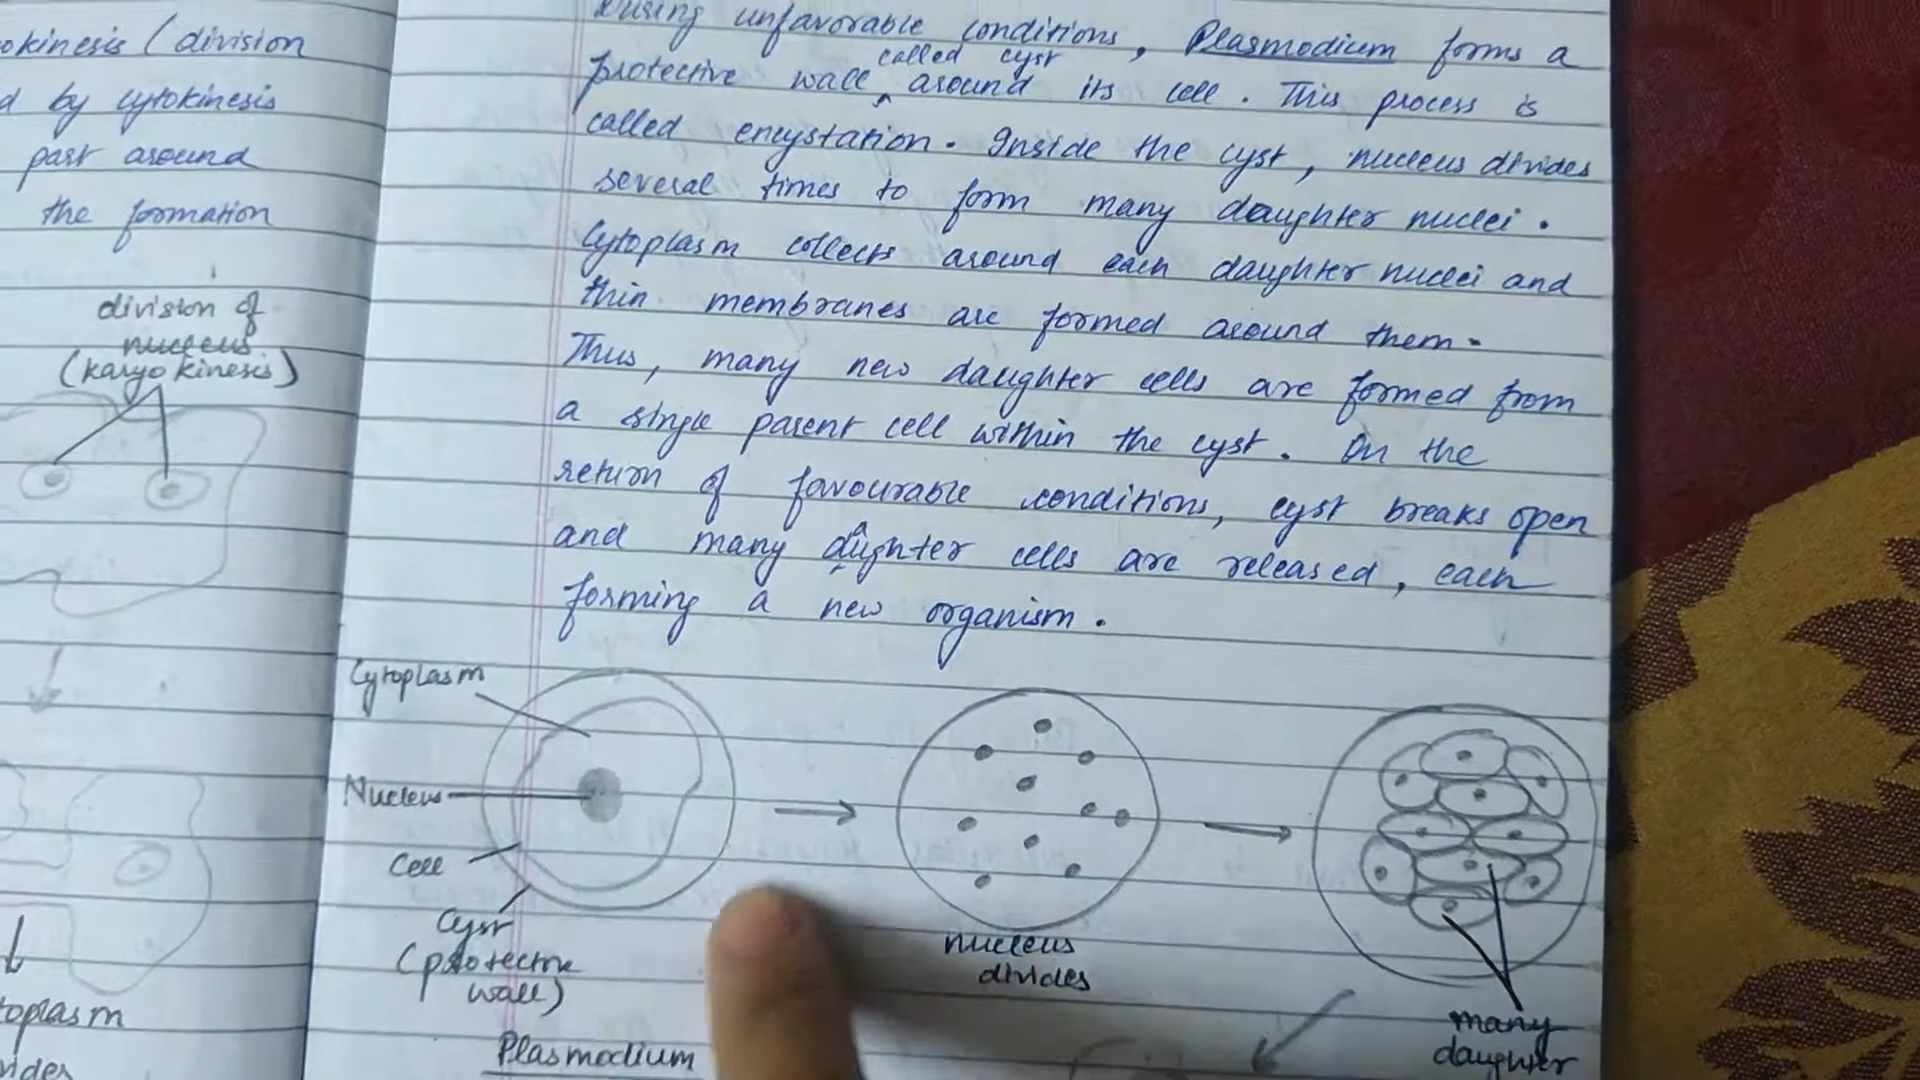 okinesis (division
d by cytokinesis
part around
the formation
division of
nucleus
(karyokinesis)
toplasm
vides
During unfavorable conditions, Plasmodium forms a
protective wall called cyst around its cell. This process is
called encystation. Inside the cyst, nucleus divides
several times to form many daughter nuclei.
Cytoplasm collects around each daughter nuclei and
thin membranes are formed around them.
Thus, many new daughter cells are formed from
a single parent cell within the cyst. On the
return of favourable conditions, cyst breaks open
and many daughter cells are released, each
forming a new organism.
Cytoplasm
Nucleus
Cell
Cyst
(protective
wall)
Plasmodium
nucleus
divides
many
daughter